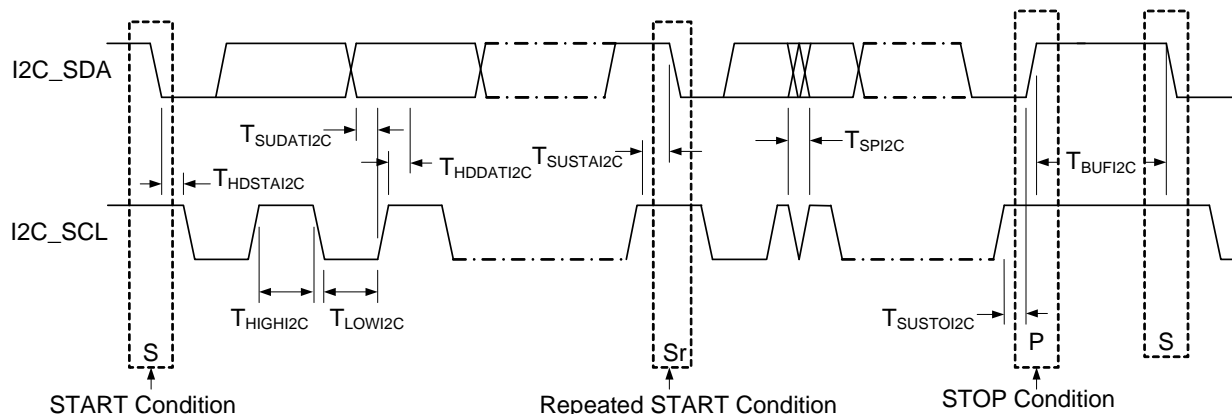 I2C_SDA
T_SUDATI2C
T_HDSTAI2C
T_HDDATI2C
T_SUSTAI2C
T_SPI2C
T_BUFI2C
I2C_SCL
T_HIGHI2C
T_LOWI2C
T_SUSTOI2C
S
Sr
P
S
START Condition
Repeated START Condition
STOP Condition